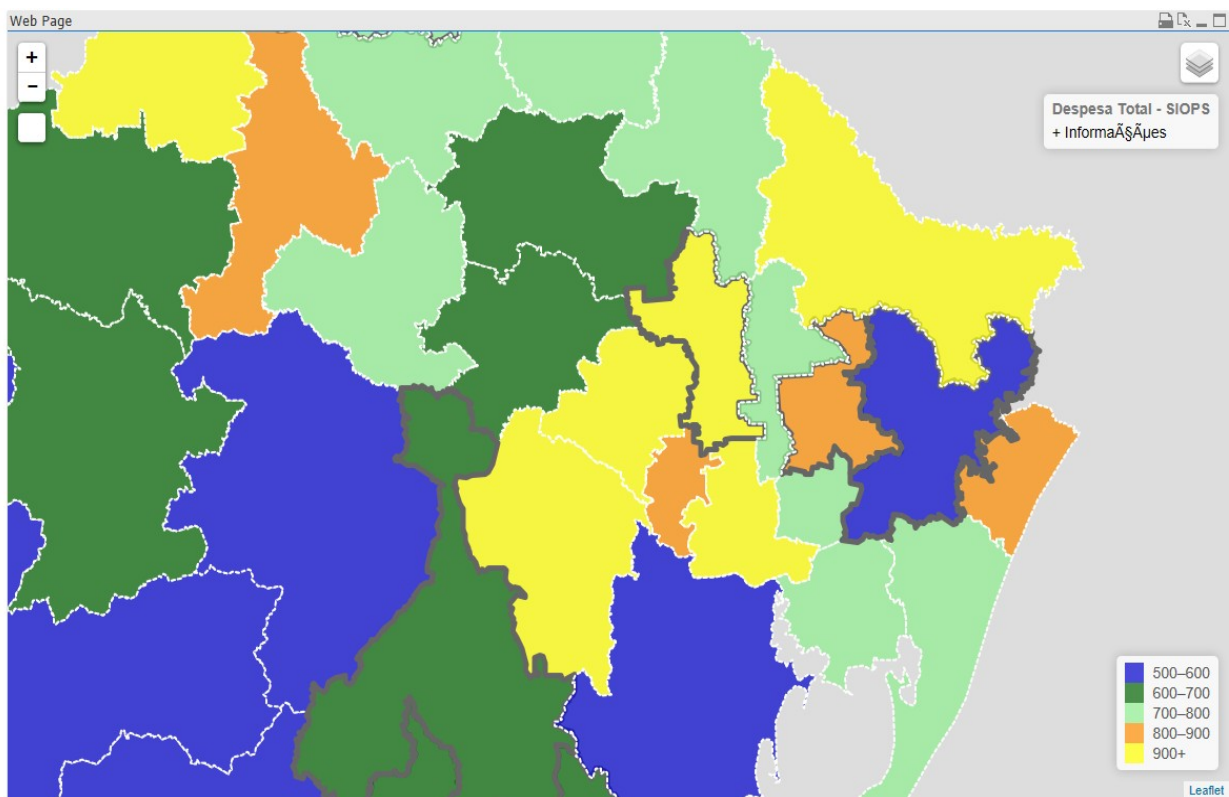 Web Page
+
−
Despesa Total - SIOPS
+ InformaÃ§Ãµes
500–600
600–700
700–800
800–900
900+
Leaflet